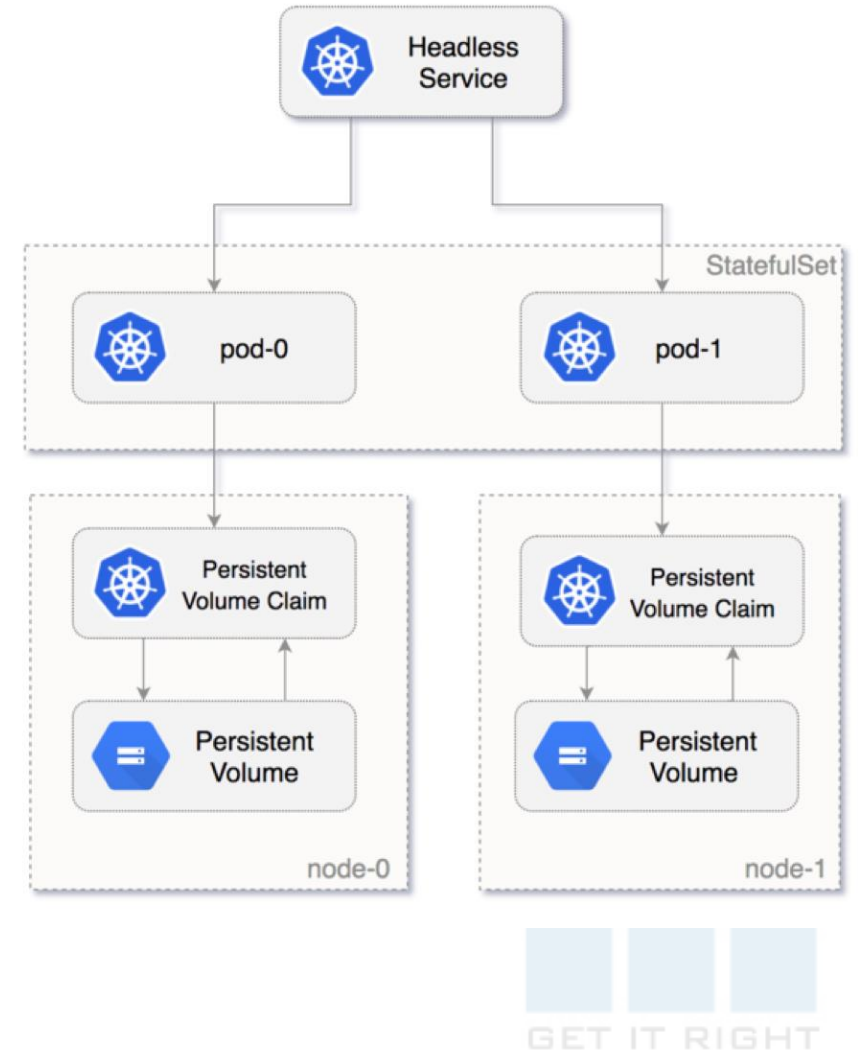 Headless
Service
StatefulSet
pod-0
pod-1
Persistent
Volume Claim
Persistent
Volume Claim
Persistent
Volume
Persistent
Volume
node-0
node-1
GET IT RIGHT